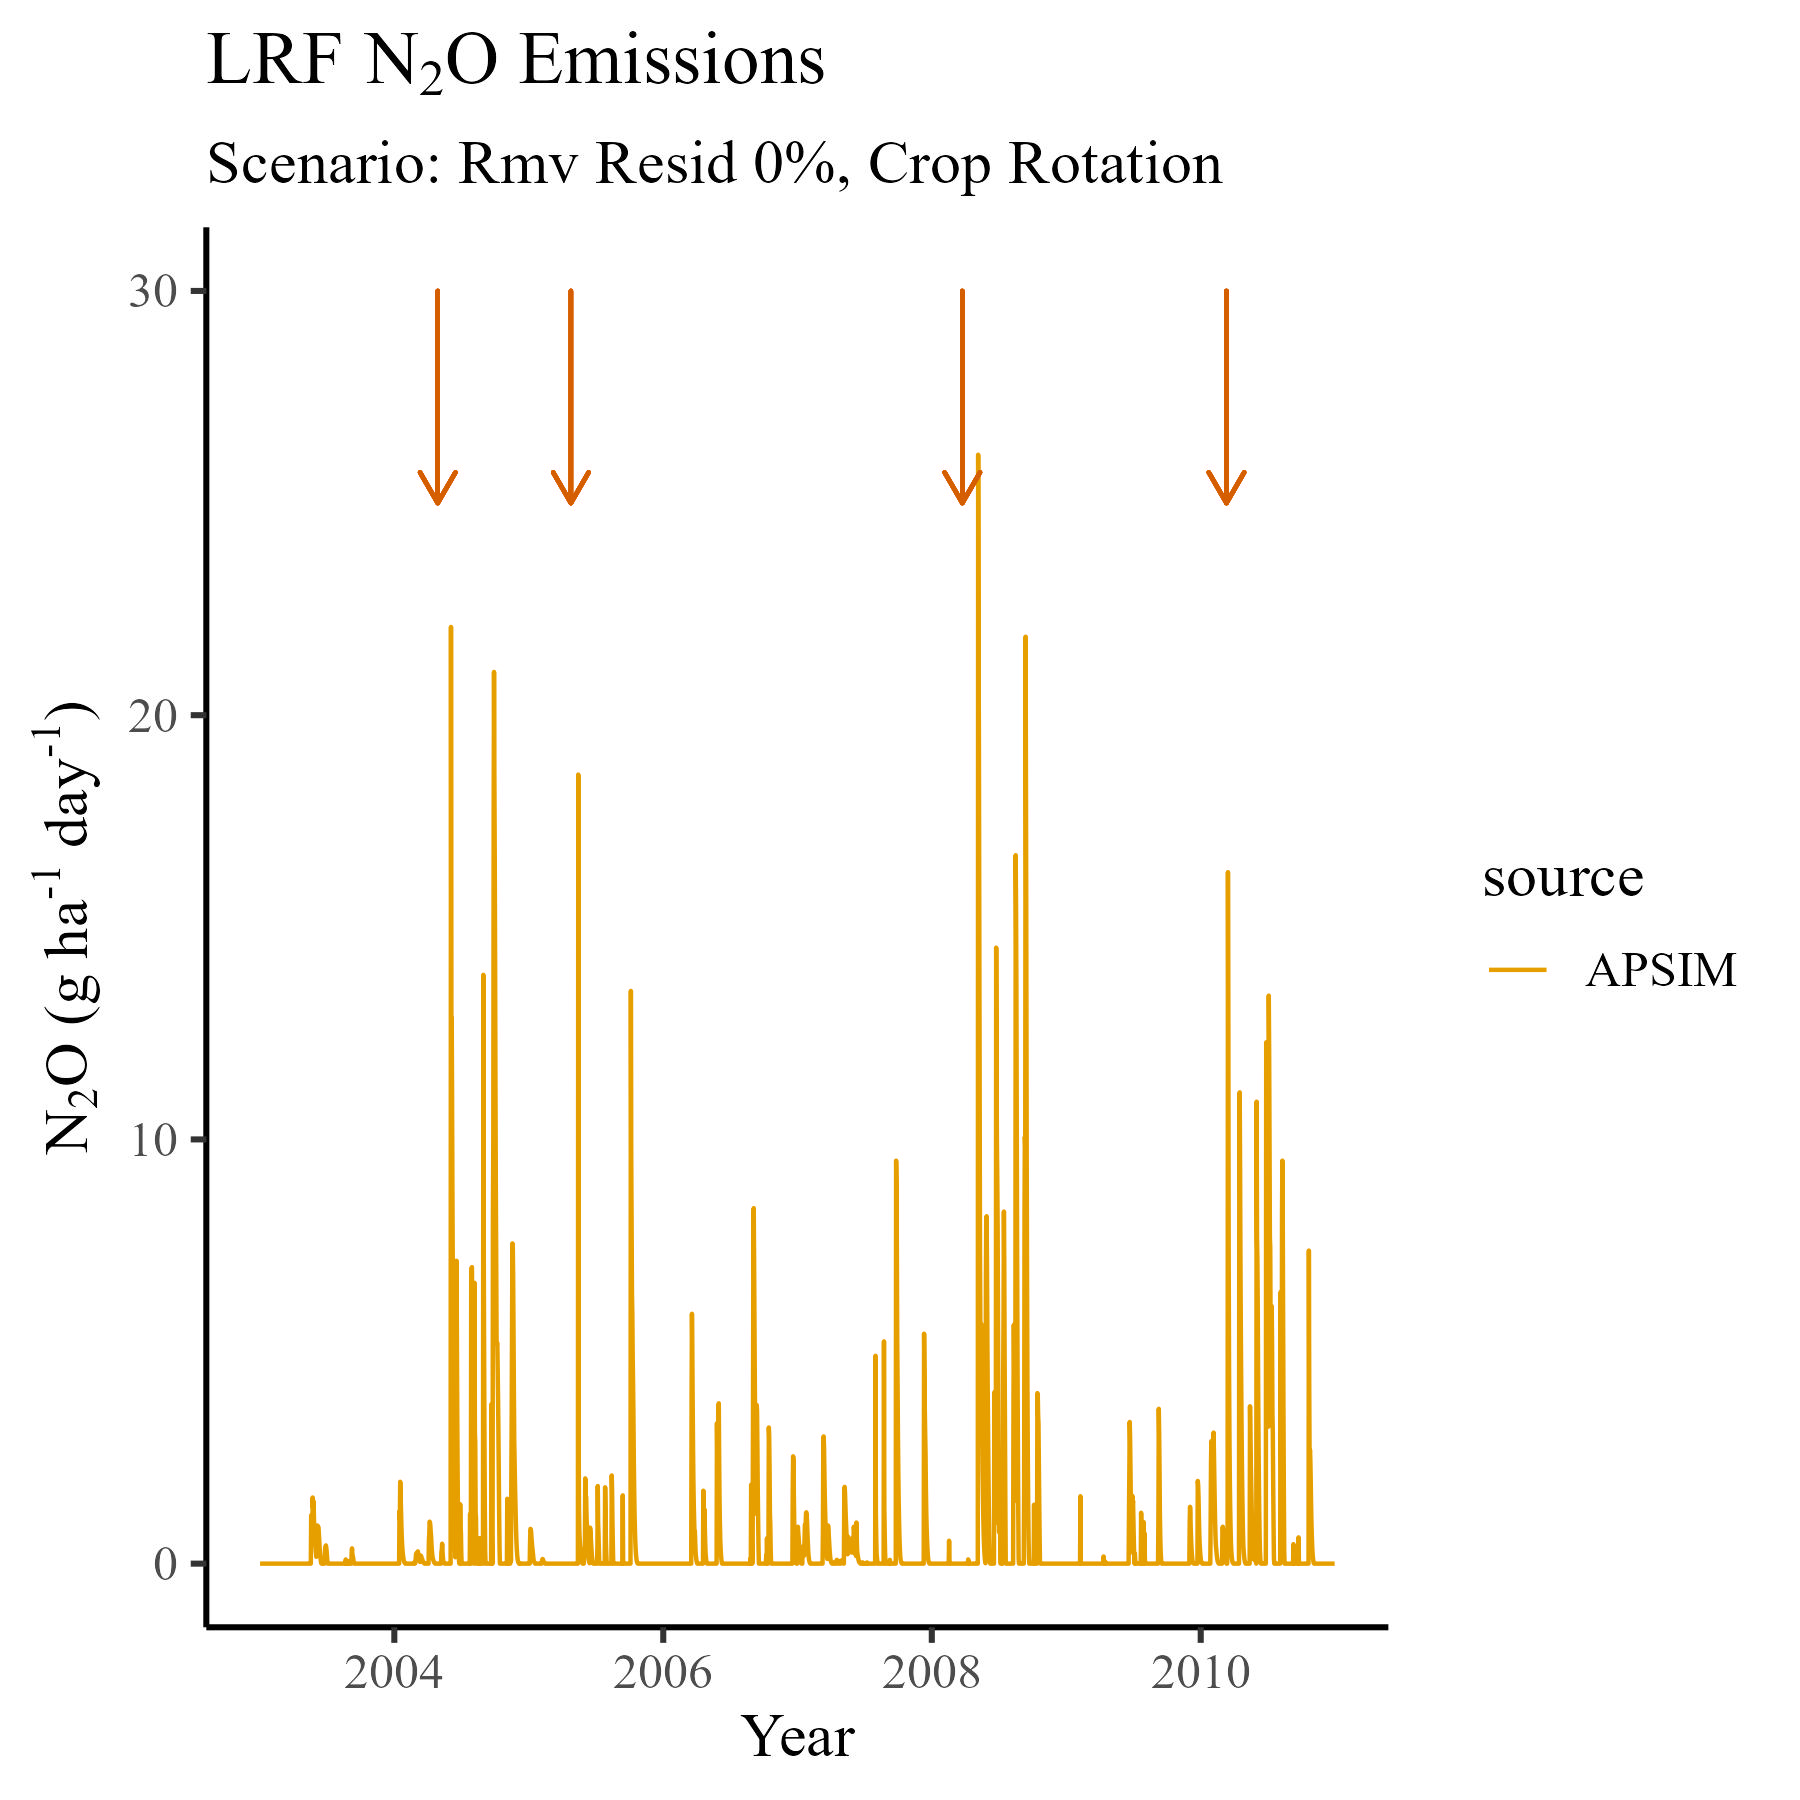 LRF N₂O Emissions
Scenario: Rmv Resid 0%, Crop Rotation
30
20
10
0
N₂O (g ha⁻¹ day⁻¹)
2004 2006 2008 2010
Year
source
APSIM